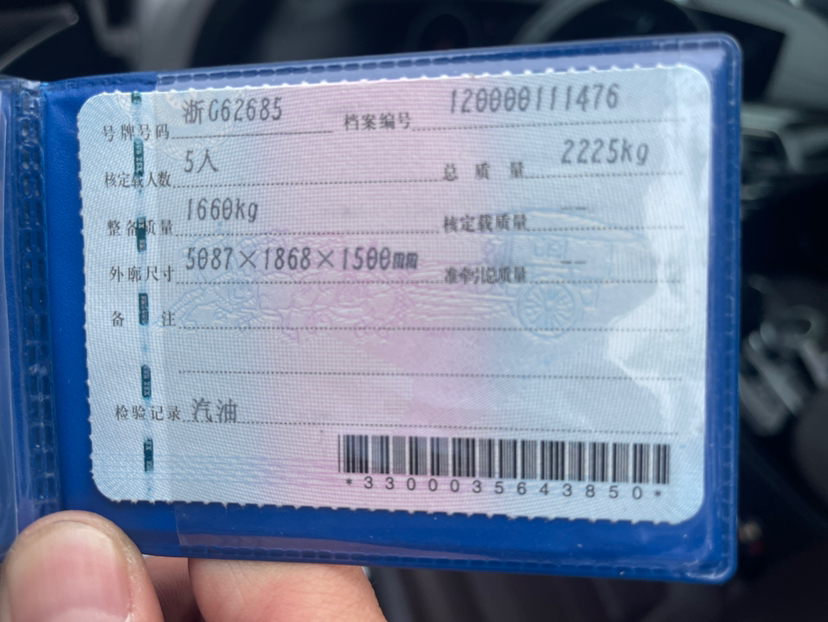 号牌号码 浙G62685 档案编号 120000111476
核定载人数 5人 总质量 2225kg
整备质量 1660kg 核定载质量 --
外廓尺寸 5087×1868×1500mm 准牵引总质量 --
备注
检验记录 汽油
*3300035643850*